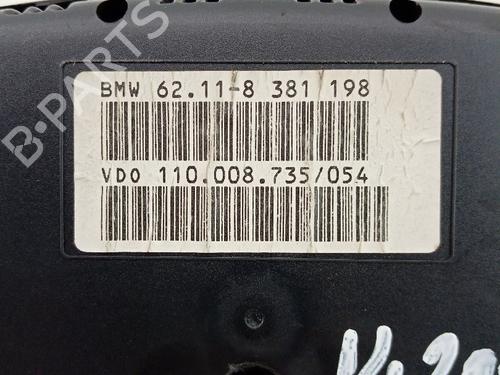 B-PARTS
BMW 62.11-8 381 198
VDO 110.008.735/054